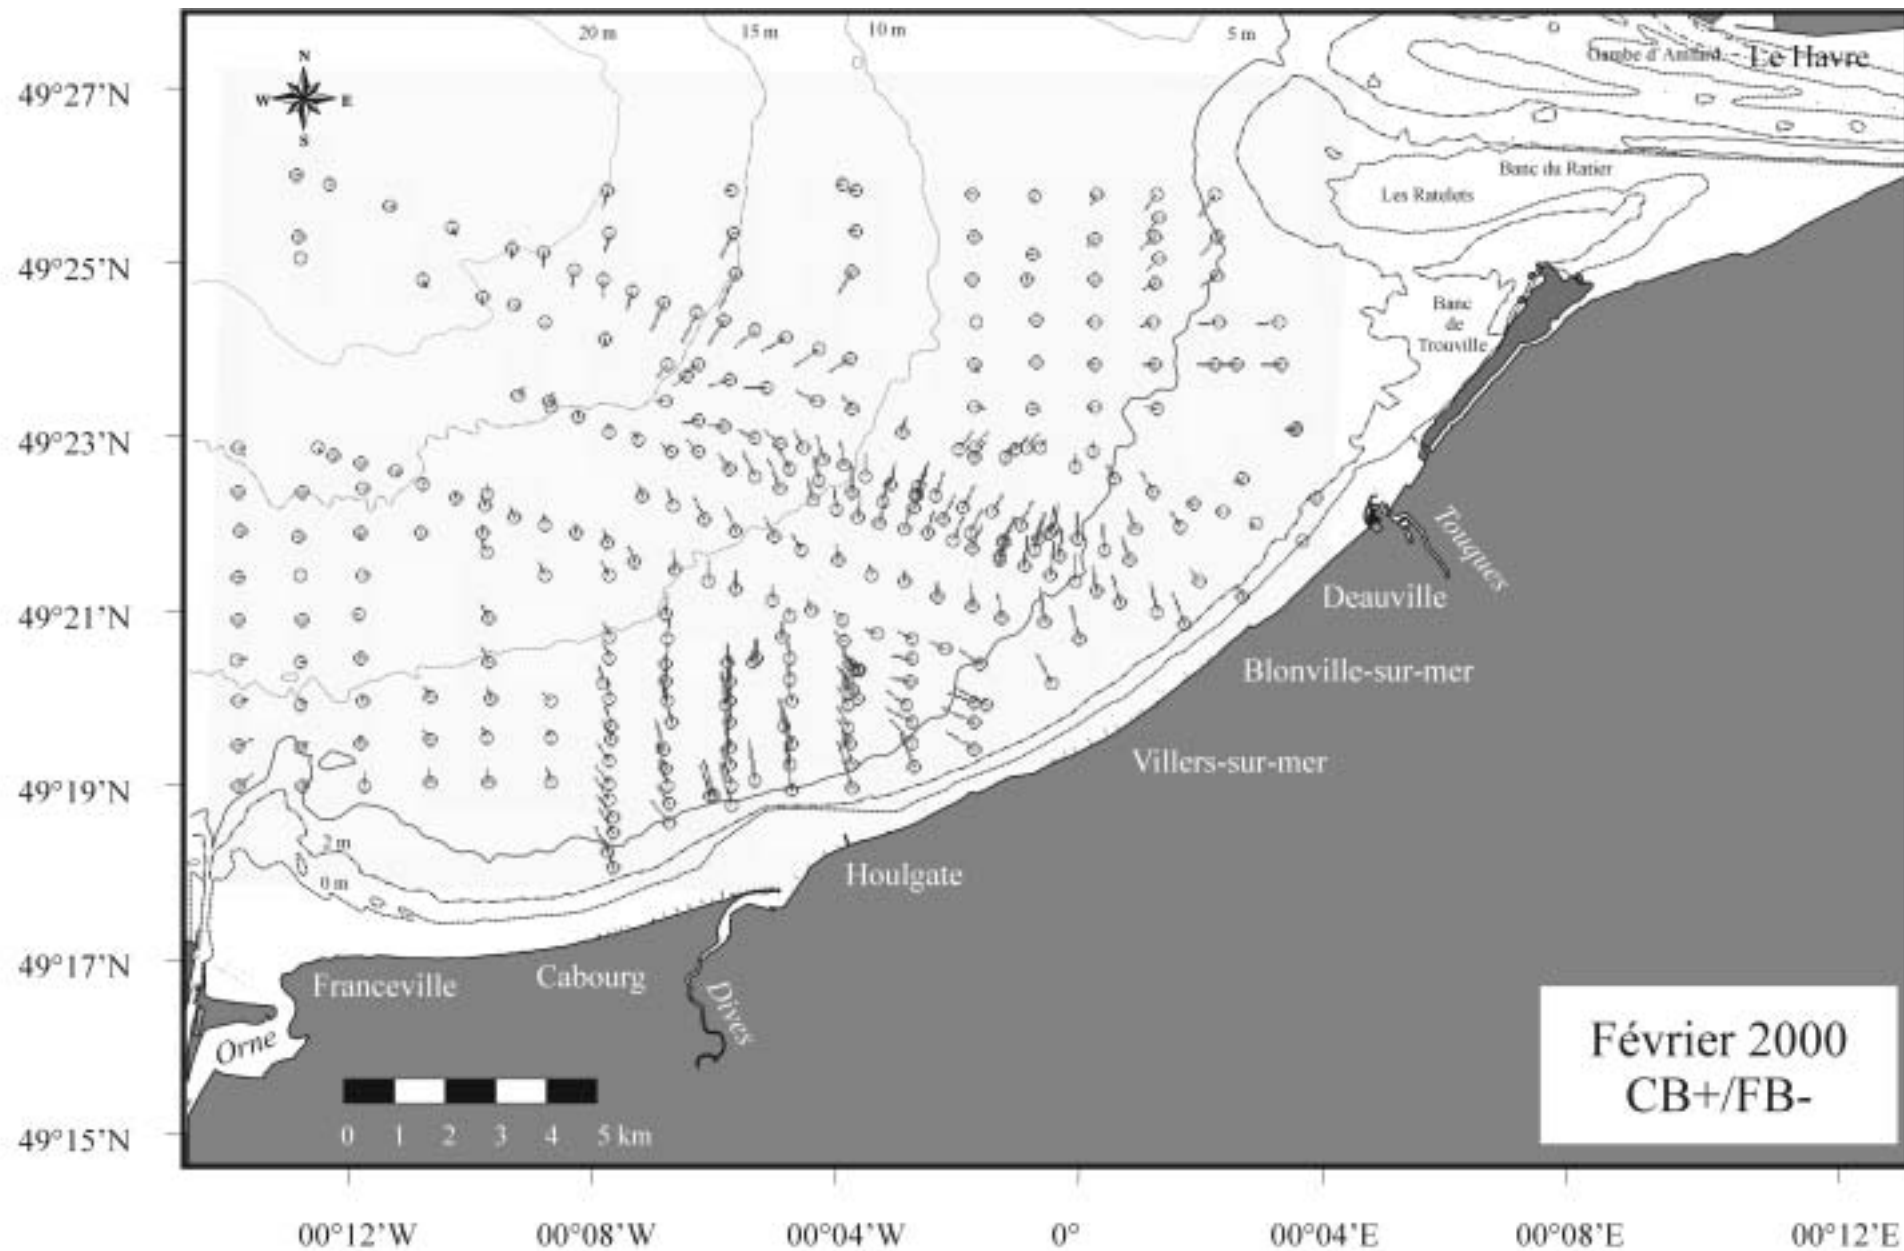 20 m
15 m
10 m
5 m
Le Havre
49°27’N
N
W
E
S
Banc du Ratier
Les Ratelets
49°25’N
Banc
de
Trouville
49°23’N
Touques
Deauville
49°21’N
Blonville-sur-mer
Villers-sur-mer
49°19’N
2 m
0 m
Houlgate
49°17’N
Franceville
Cabourg
Dives
Orne
Février 2000
CB+/FB-
0 1 2 3 4 5 km
49°15’N
00°12’W 00°08’W 00°04’W 0° 00°04’E 00°08’E 00°12’E